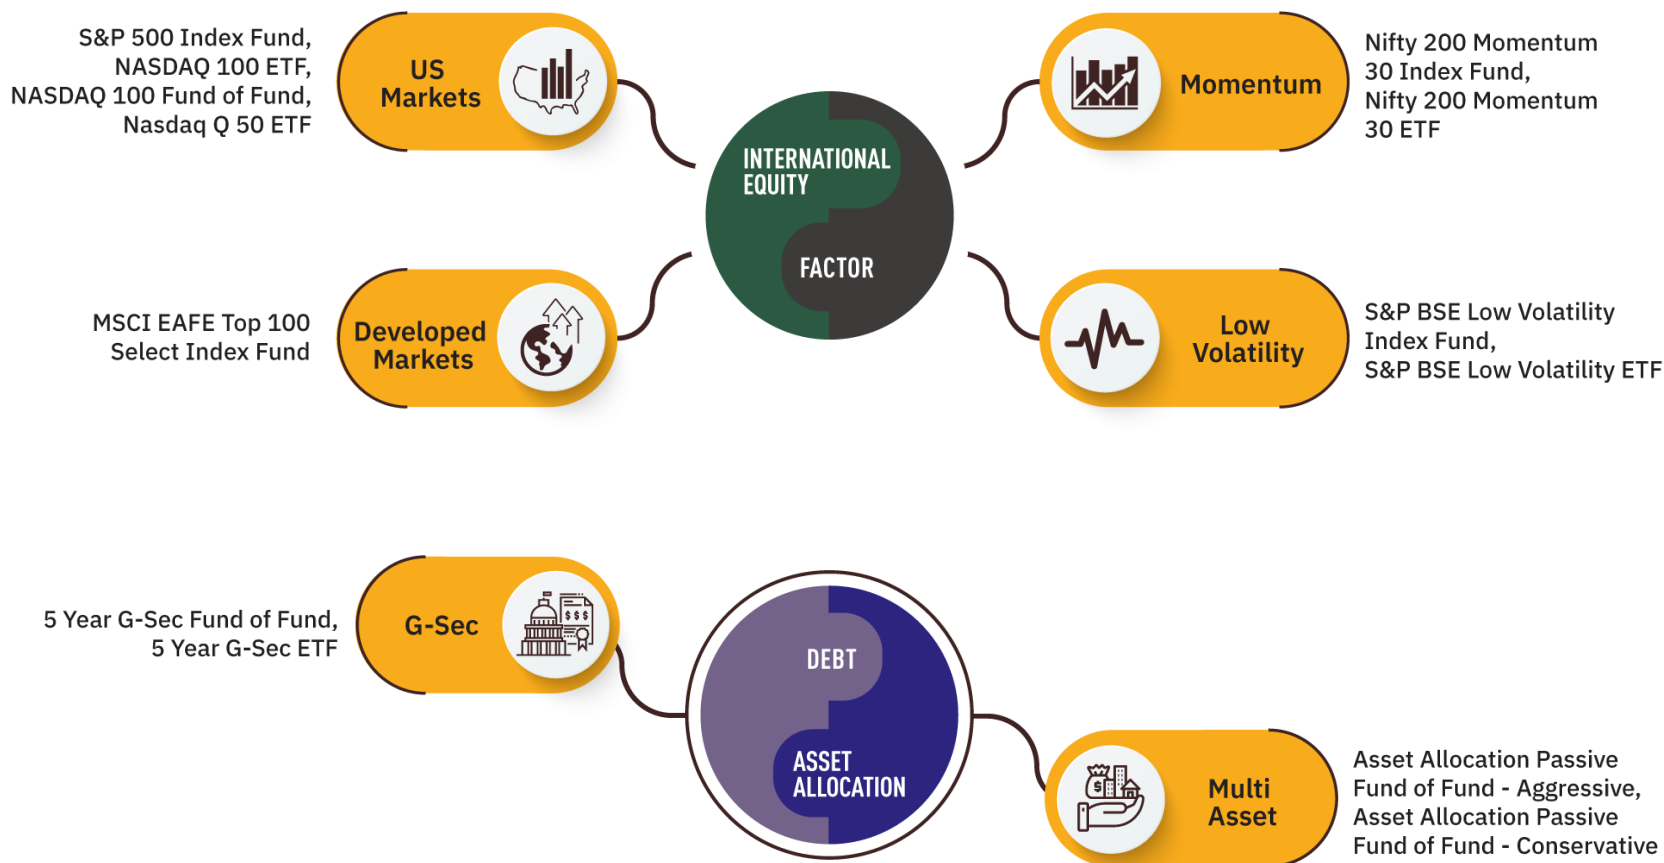 S&P 500 Index Fund,
NASDAQ 100 ETF,
NASDAQ 100 Fund of Fund,
Nasdaq Q 50 ETF
US
Markets
INTERNATIONAL
EQUITY
FACTOR
Momentum
Nifty 200 Momentum
30 Index Fund,
Nifty 200 Momentum
30 ETF
MSCI EAFE Top 100
Select Index Fund
Developed
Markets
Low
Volatility
S&P BSE Low Volatility
Index Fund,
S&P BSE Low Volatility ETF
5 Year G-Sec Fund of Fund,
5 Year G-Sec ETF
G-Sec
$$$
DEBT
ASSET
ALLOCATION
$
Multi
Asset
Asset Allocation Passive
Fund of Fund - Aggressive,
Asset Allocation Passive
Fund of Fund - Conservative